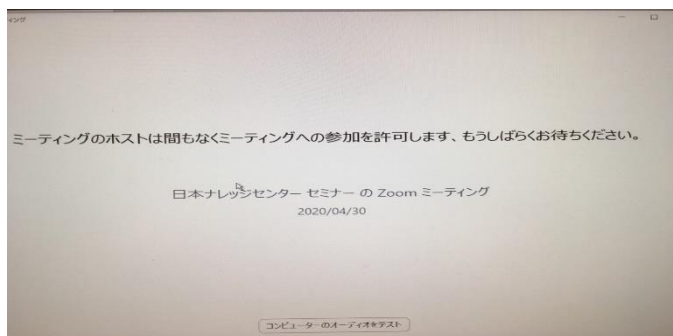 ミーティングのホストは間もなくミーティングへの参加を許可します、もうしばらくお待ちください。
日本ナレッジセンター セミナー の Zoom ミーティング
2020/04/30
コンピューターのオーディオをテスト